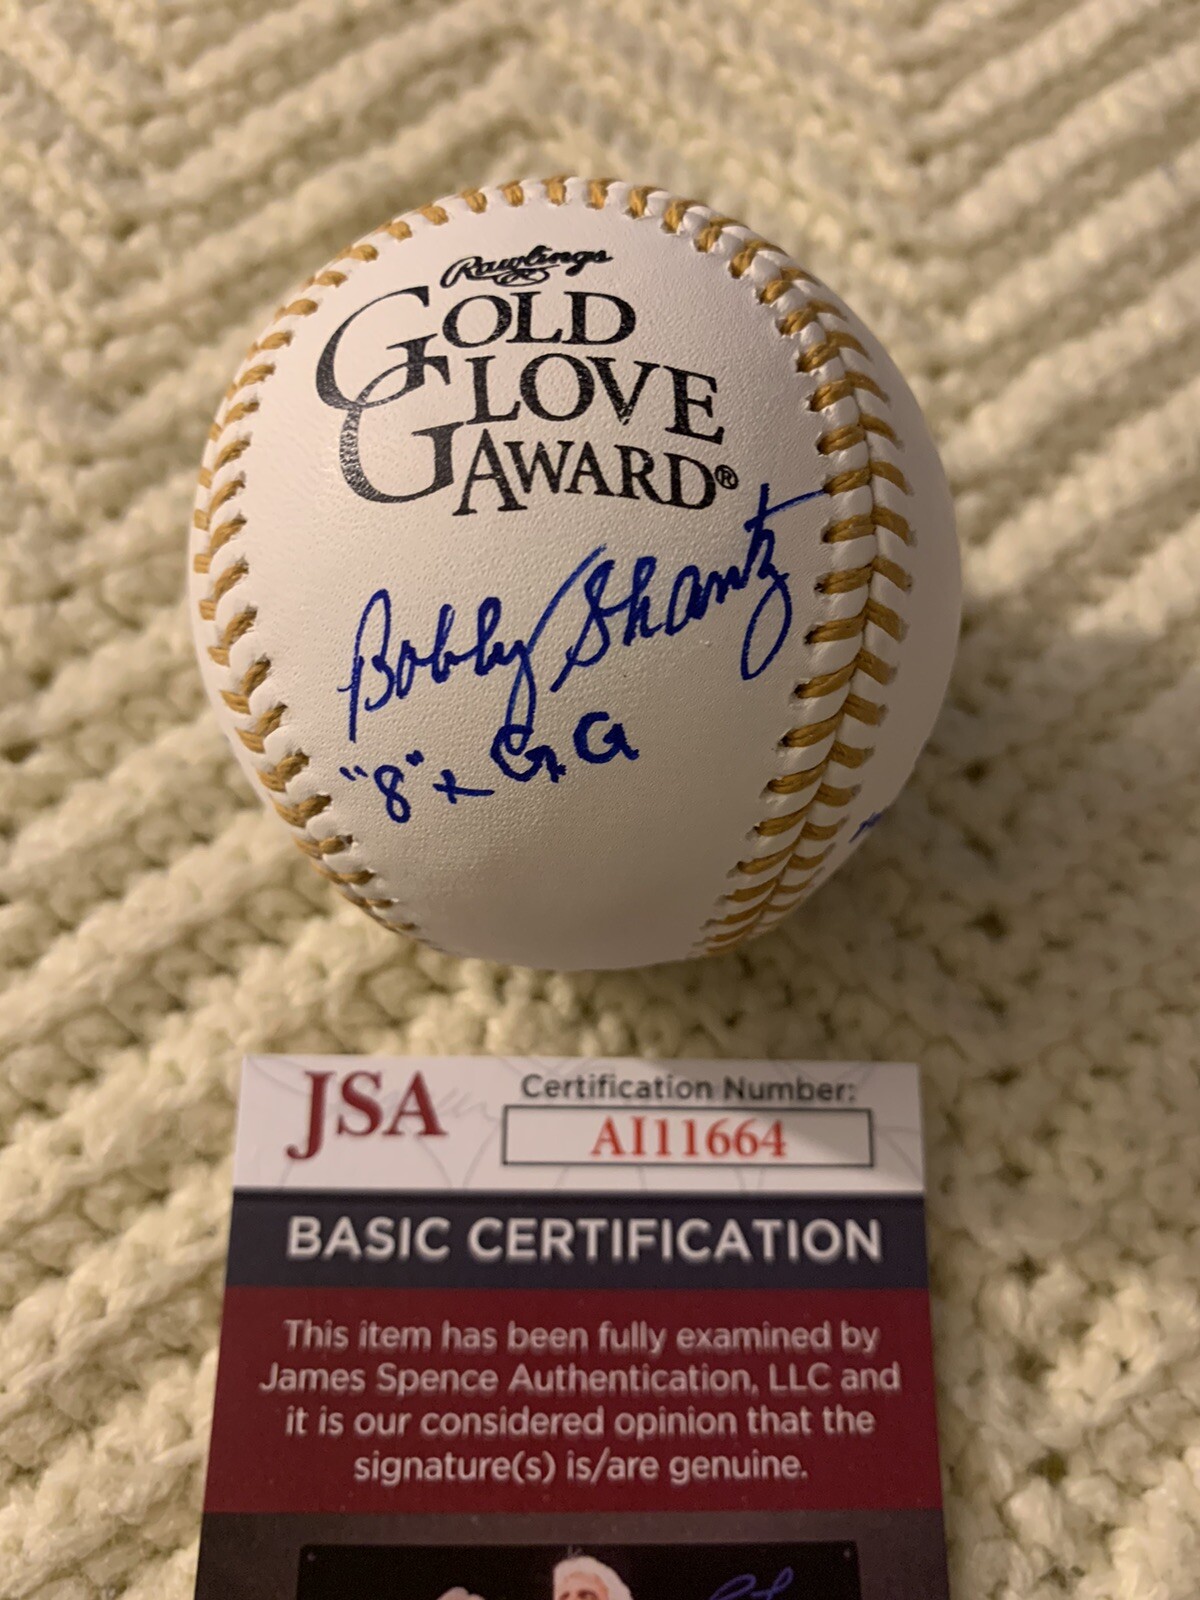 Rawlings
GOLD
GLOVE
AWARD®
Bobby Shantz
"8" x G.G
JSA
Certification Number:
AI11664
BASIC CERTIFICATION
This item has been fully examined by
James Spence Authentication, LLC and
it is our considered opinion that the
signature(s) is/are genuine.